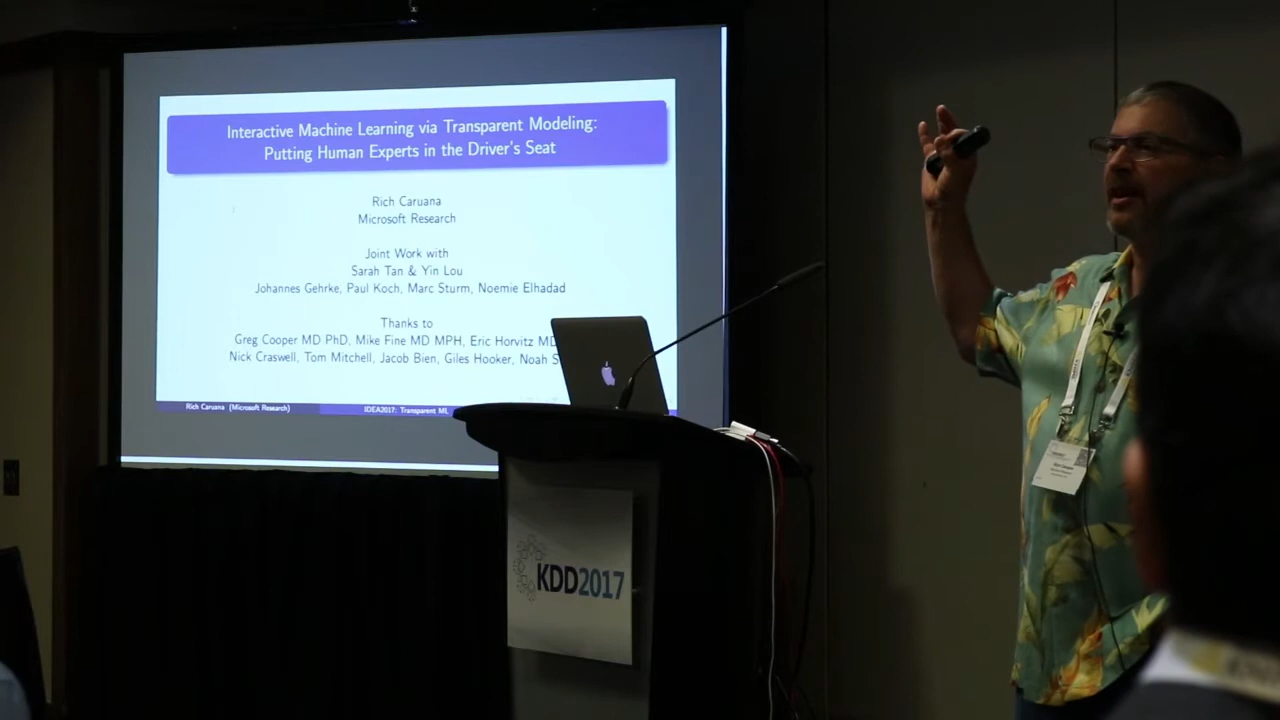 Interactive Machine Learning via Transparent Modeling:
Putting Human Experts in the Driver's Seat
Rich Caruana
Microsoft Research
Joint Work with
Sarah Tan & Yin Lou
Johannes Gehrke, Paul Koch, Marc Sturm, Noemie Elhadad
Thanks to
Greg Cooper MD PhD, Mike Fine MD MPH, Eric Horvitz MD
Nick Craswell, Tom Mitchell, Jacob Bien, Giles Hooker, Noah S
Rich Caruana (Microsoft Research)
IDEA2017: Transparent ML
KDD2017